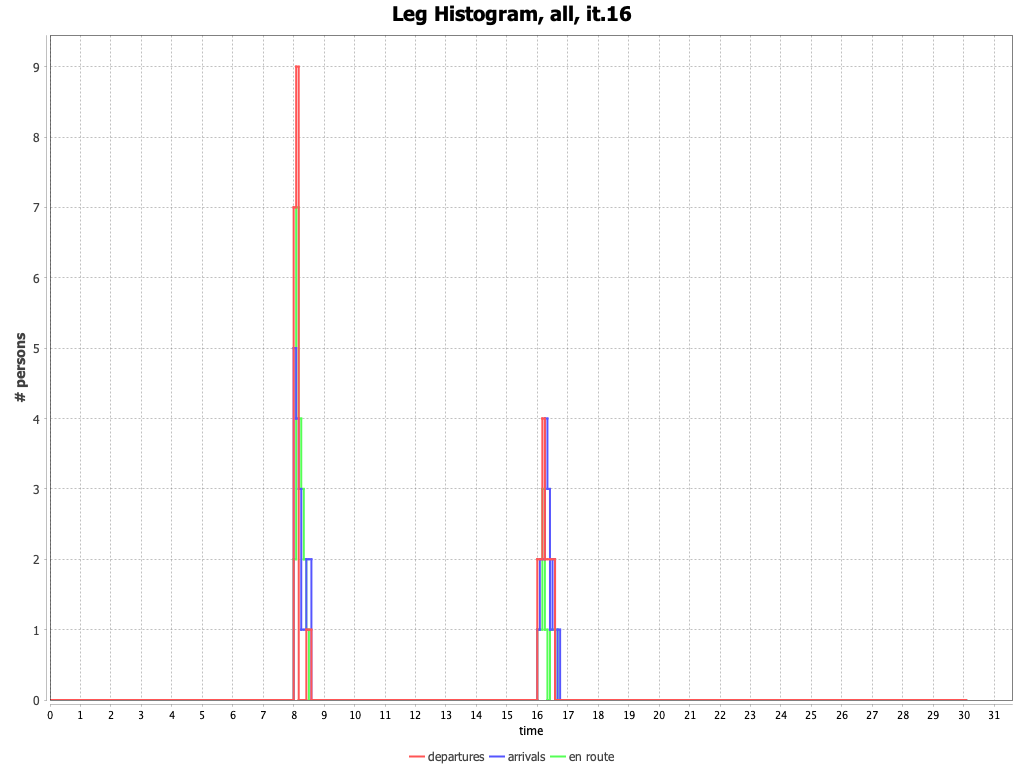 Leg Histogram, all, it.16
# persons
9
8
7
6
5
4
3
2
1
0
0 1 2 3 4 5 6 7 8 9 10 11 12 13 14 15 16 17 18 19 20 21 22 23 24 25 26 27 28 29 30 31
time
departures arrivals en route